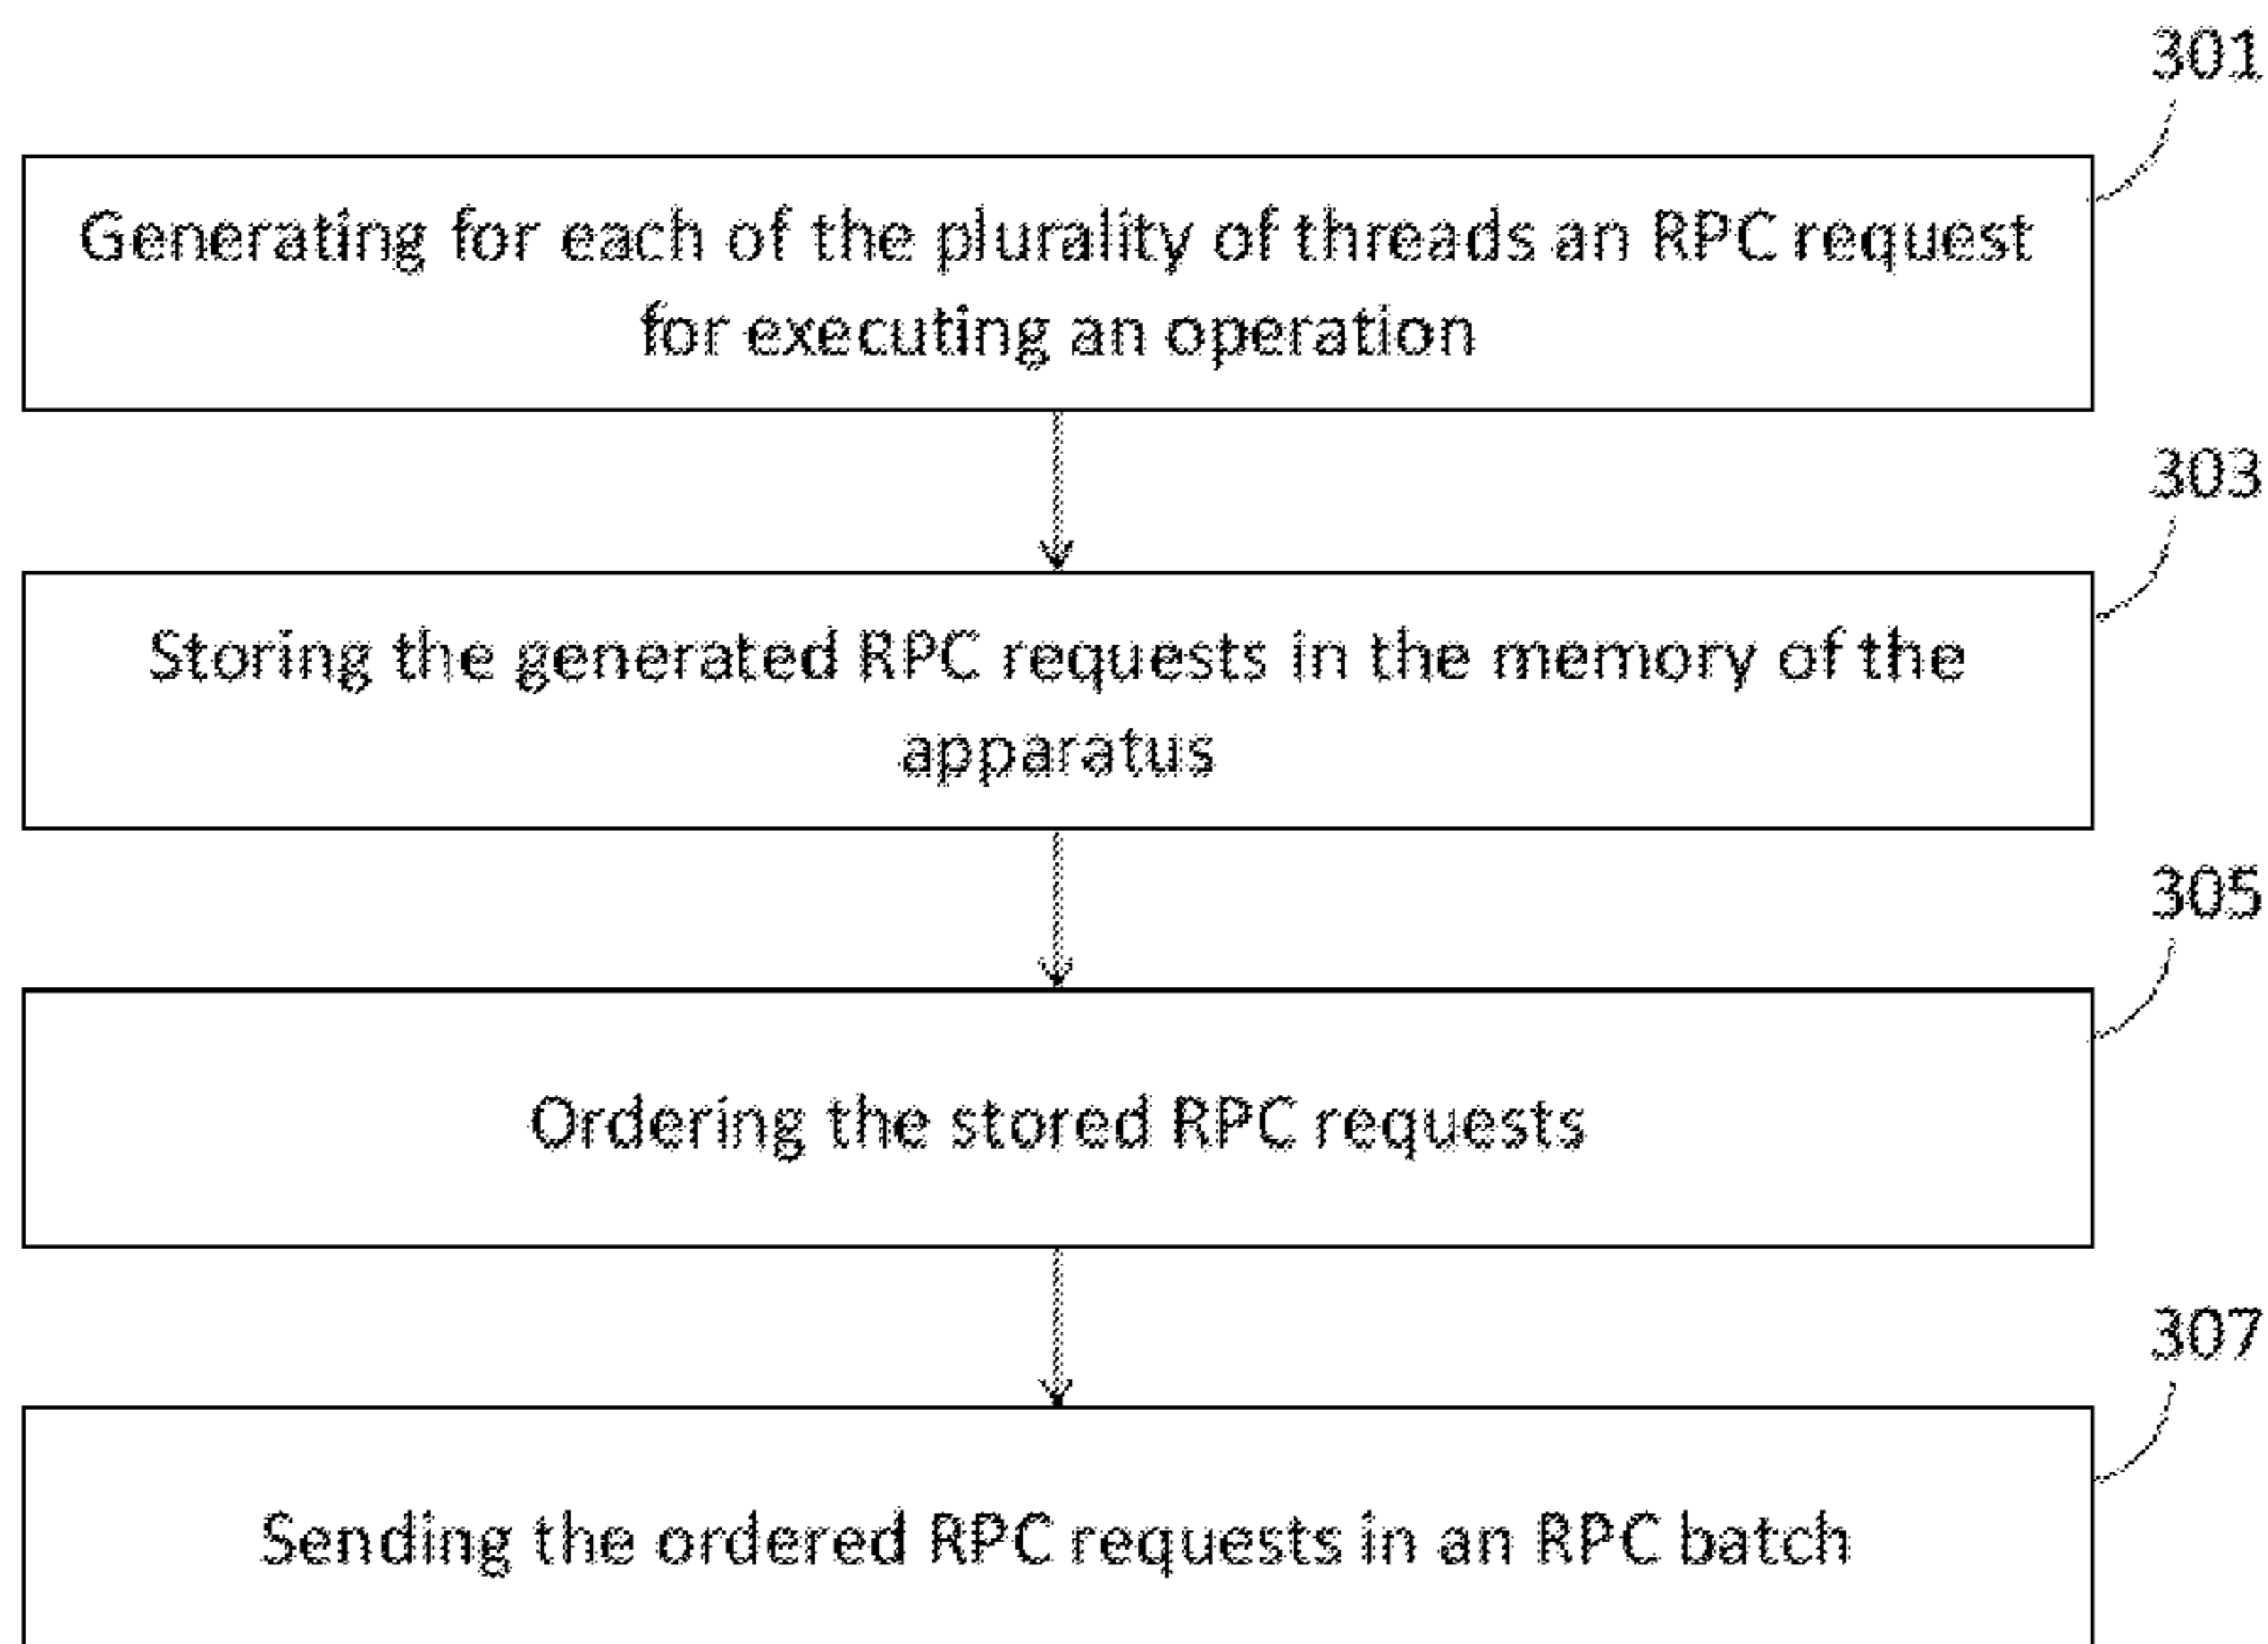 301
Generating for each of the plurality of threads an RPC request
for executing an operation
303
Storing the generated RPC requests in the memory of the
apparatus
305
Ordering the stored RPC requests
307
Sending the ordered RPC requests in an RPC batch